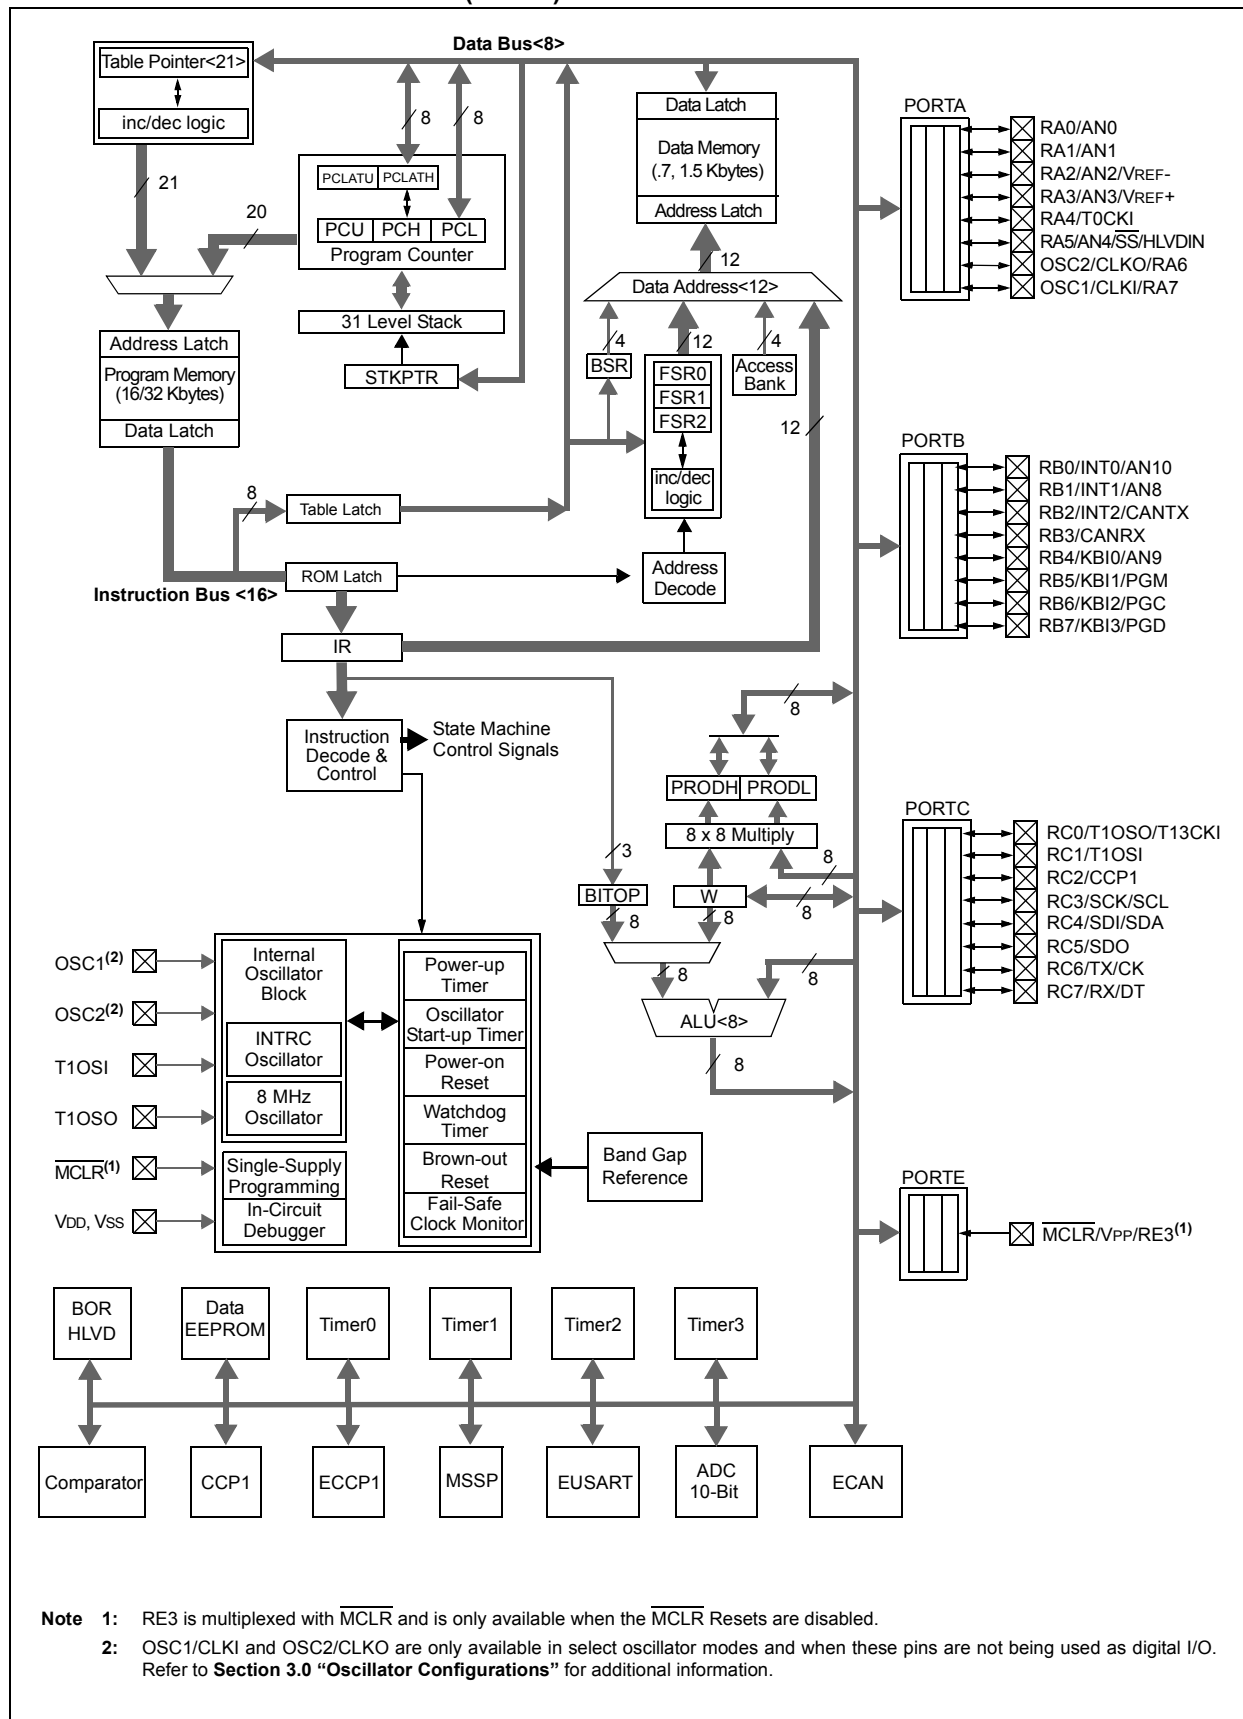 Data Bus<8>
Table Pointer<21>
inc/dec logic
21
20
8
8
PCLATU PCLATH
PCU PCH PCL
Program Counter
31 Level Stack
STKPTR
Data Latch
Data Memory
(.7, 1.5 Kbytes)
Address Latch
12
Data Address<12>
4
12
4
BSR
FSR0
FSR1
FSR2
inc/dec
logic
Access
Bank
12
Address
Decode
Address Latch
Program Memory
(16/32 Kbytes)
Data Latch
8
Table Latch
ROM Latch
Instruction Bus <16>
IR
Instruction
Decode &
Control
State Machine
Control Signals
8
PRODH PRODL
8 x 8 Multiply
3
8
BITOP
W
8
8
8
8
8
ALU<8>
8
OSC1(2)
OSC2(2)
T1OSI
T1OSO
MCLR(1)
VDD, VSS
Internal
Oscillator
Block
INTRC
Oscillator
8 MHz
Oscillator
Single-Supply
Programming
In-Circuit
Debugger
Power-up
Timer
Oscillator
Start-up Timer
Power-on
Reset
Watchdog
Timer
Brown-out
Reset
Fail-Safe
Clock Monitor
Band Gap
Reference
PORTA
RA0/AN0
RA1/AN1
RA2/AN2/VREF-
RA3/AN3/VREF+
RA4/T0CKI
RA5/AN4/SS/HLVDIN
OSC2/CLKO/RA6
OSC1/CLKI/RA7
PORTB
RB0/INT0/AN10
RB1/INT1/AN8
RB2/INT2/CANTX
RB3/CANRX
RB4/KBI0/AN9
RB5/KBI1/PGM
RB6/KBI2/PGC
RB7/KBI3/PGD
PORTC
RC0/T1OSO/T13CKI
RC1/T1OSI
RC2/CCP1
RC3/SCK/SCL
RC4/SDI/SDA
RC5/SDO
RC6/TX/CK
RC7/RX/DT
PORTE
MCLR/VPP/RE3(1)
BOR
HLVD
Data
EEPROM
Timer0
Timer1
Timer2
Timer3
Comparator
CCP1
ECCP1
MSSP
EUSART
ADC
10-Bit
ECAN
Note 1: RE3 is multiplexed with MCLR and is only available when the MCLR Resets are disabled.
2: OSC1/CLKI and OSC2/CLKO are only available in select oscillator modes and when these pins are not being used as digital I/O.
Refer to Section 3.0 “Oscillator Configurations” for additional information.